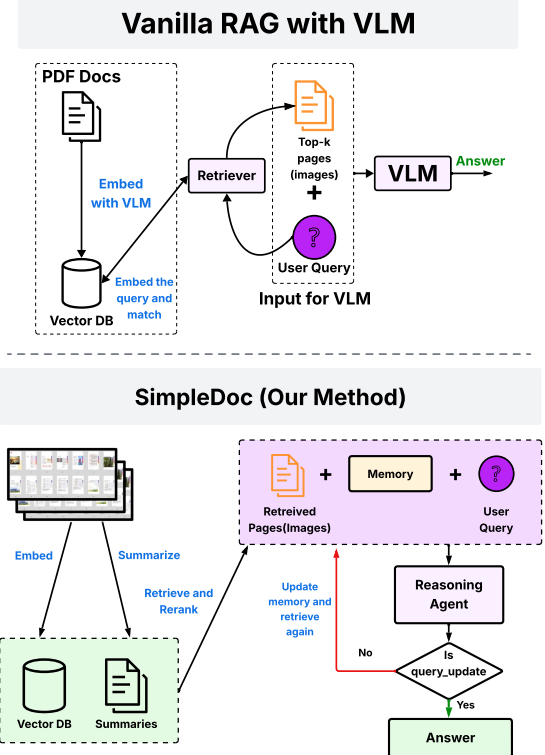 Vanilla RAG with VLM
PDF Docs
Embed
with VLM
Vector DB
Embed the
query and
match
Retriever
Top-k
pages
(images)
+
?
User Query
Input for VLM
VLM
Answer
SimpleDoc (Our Method)
Embed
Summarize
Vector DB
Summaries
Retrieve and
Rerank
Retreived
Pages(Images)
+
Memory
+
?
User
Query
Update
memory and
retrieve
again
Reasoning
Agent
No
Is
query_update
Yes
Answer